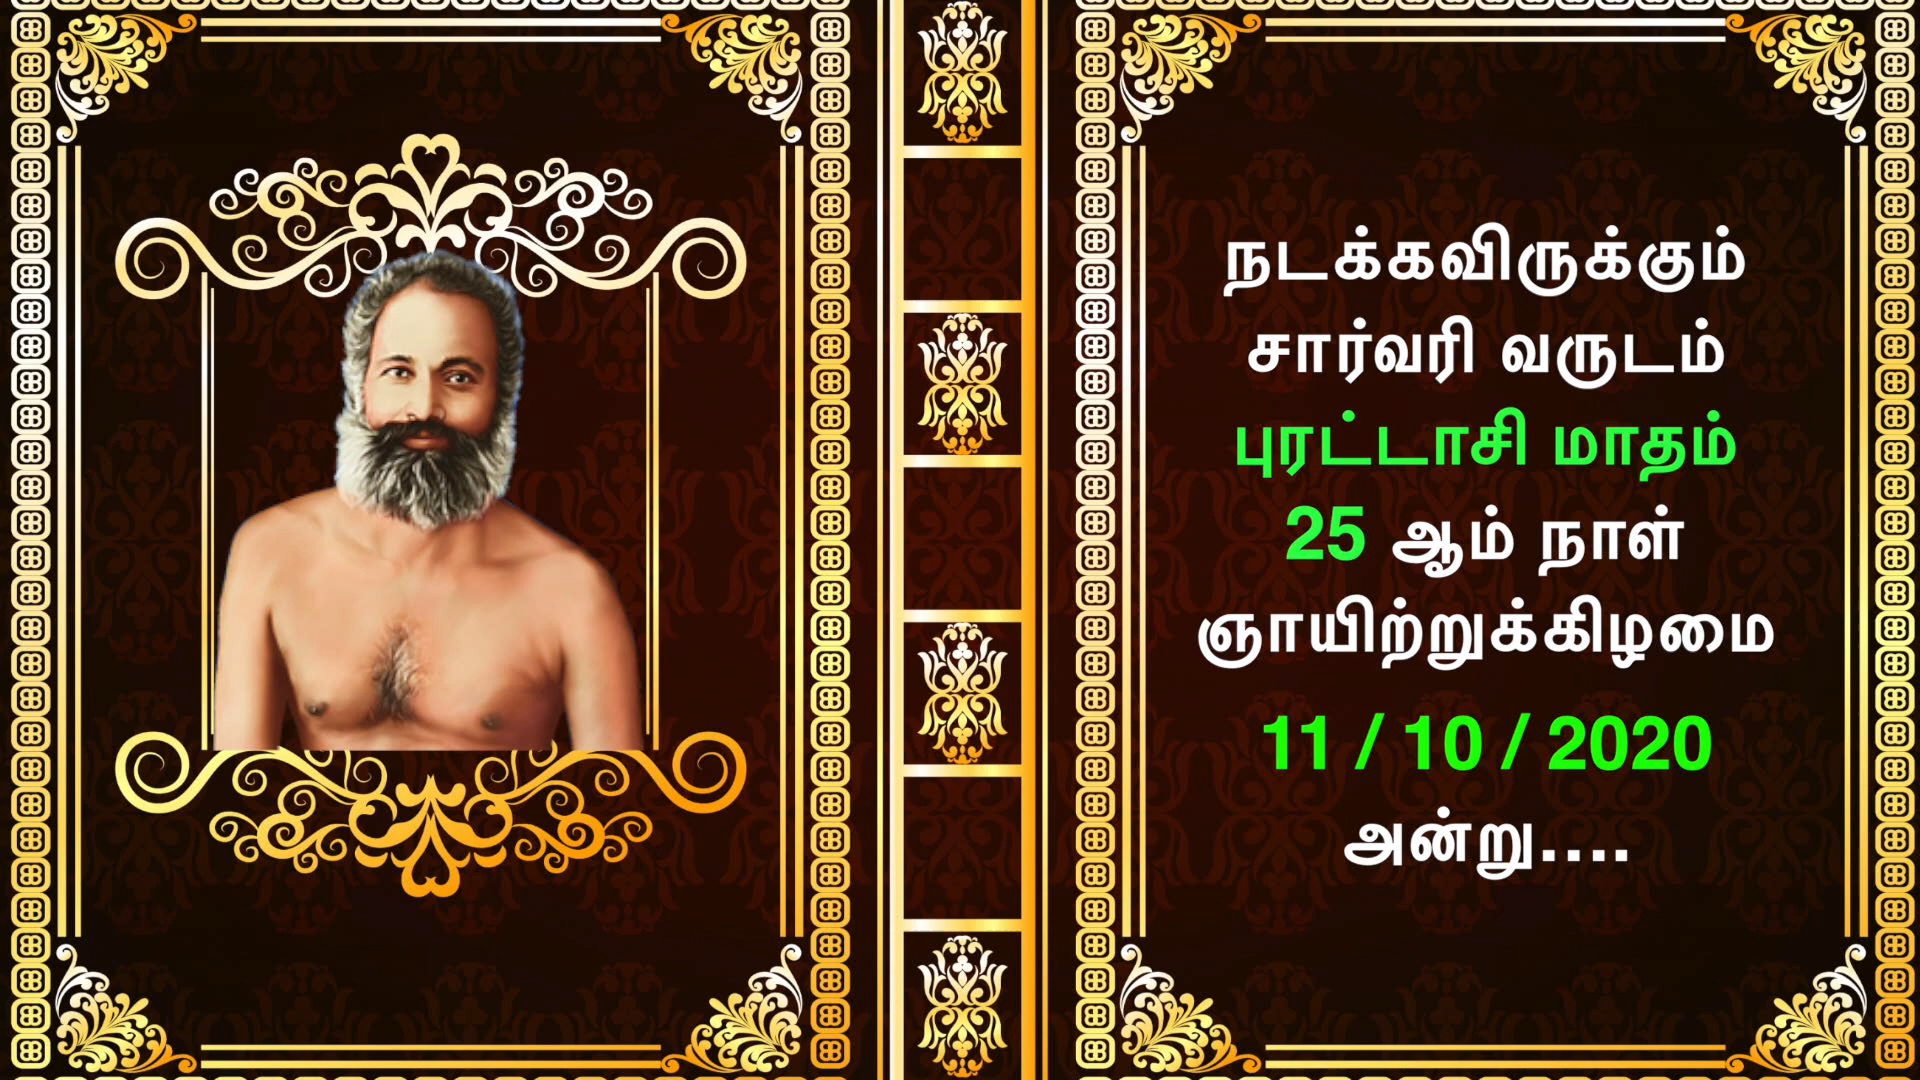 நடக்கவிருக்கும்
சார்வரி வருடம்
புரட்டாசி மாதம்
25 ஆம் நாள்
ஞாயிற்றுக்கிழமை
11 / 10 / 2020
அன்று....